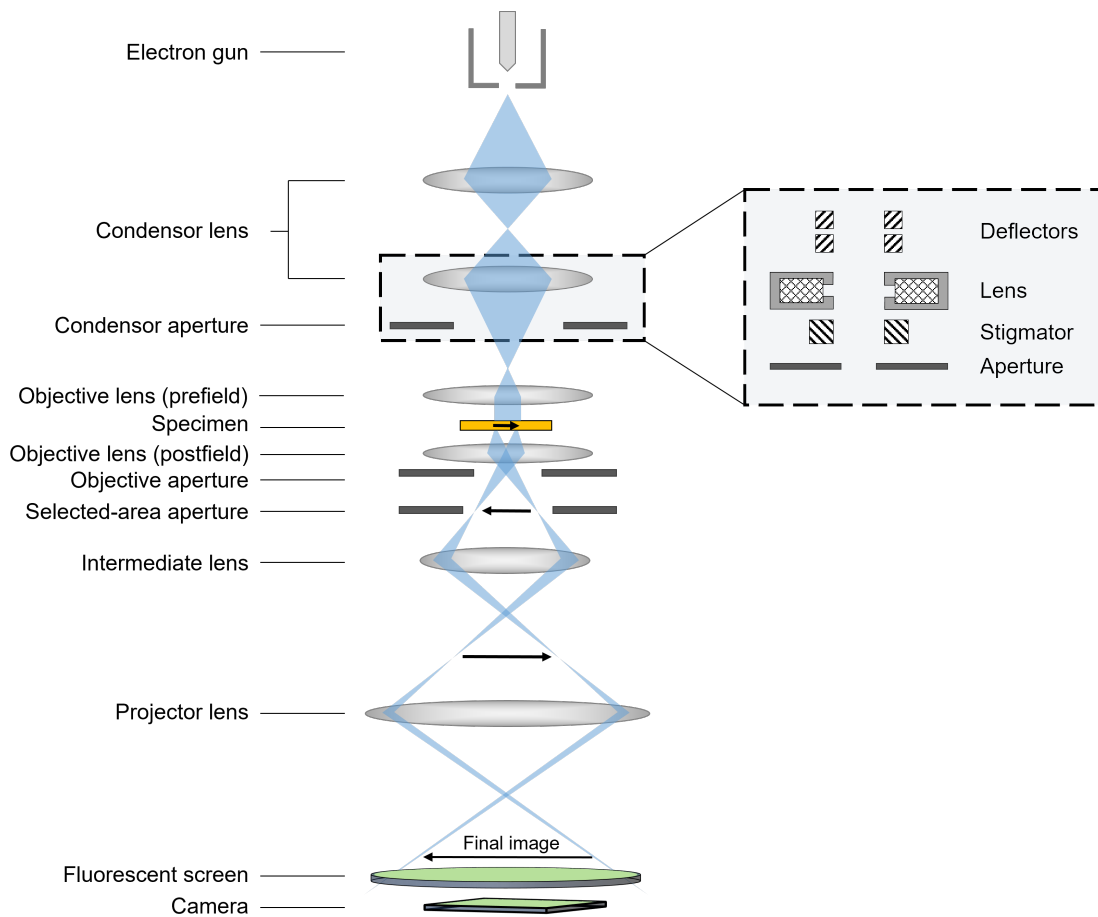 Electron gun
Condensor lens
Condensor aperture
Objective lens (prefield)
Specimen
Objective lens (postfield)
Objective aperture
Selected-area aperture
Intermediate lens
Projector lens
Final image
Fluorescent screen
Camera
Deflectors
Lens
Stigmator
Aperture